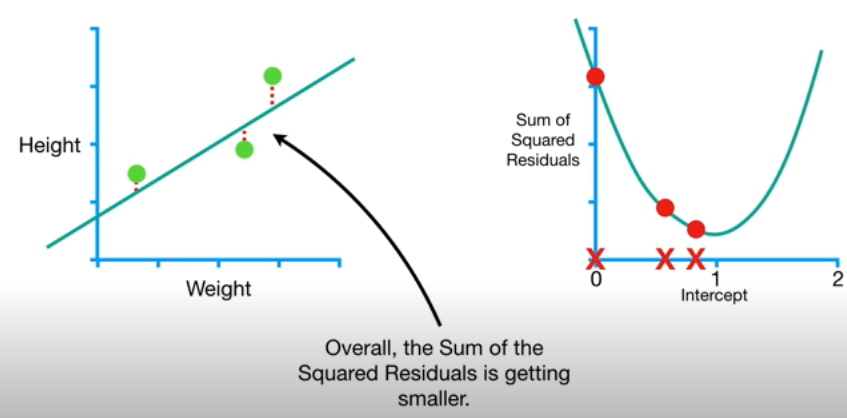 Height
Weight
Sum of
Squared
Residuals
X
X
X
0
1
2
Intercept
Overall, the Sum of the
Squared Residuals is getting
smaller.